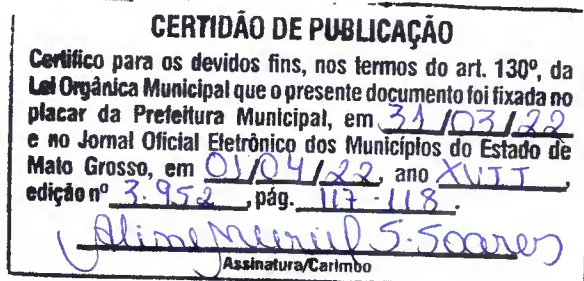 CERTIDÃO DE PUBLICAÇÃO
Certifico para os devidos fins, nos termos do art. 130º, da
Lei Orgânica Municipal que o presente documento foi fixada no
placar da Prefeitura Municipal, em 31/03/22
e no Jornal Oficial Eletrônico dos Municípios do Estado de
Mato Grosso, em 01/04/22, ano XVII,
edição nº 3.952, pág. 117-118.
Aline Muriel S. Soares
Assinatura/Carimbo